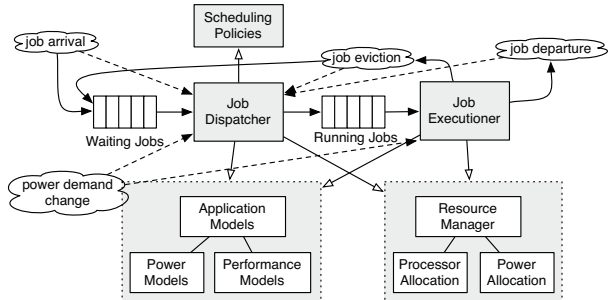 Scheduling
Policies
job arrival
job eviction
job departure
Job
Dispatcher
Job
Executioner
Waiting Jobs
Running Jobs
power demand
change
Application
Models
Resource
Manager
Power
Models
Performance
Models
Processor
Allocation
Power
Allocation